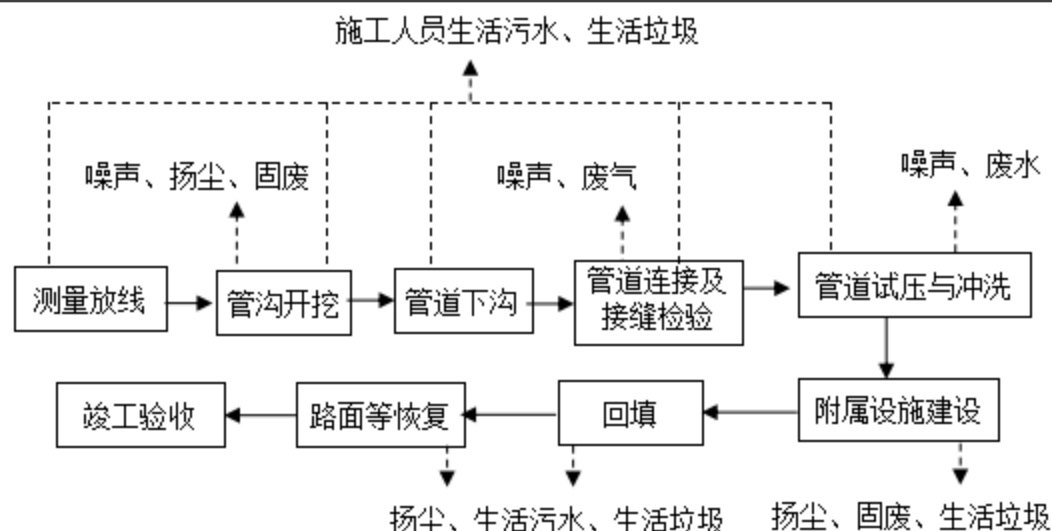 施工人员生活污水、生活垃圾
噪声、扬尘、固废
噪声、废气
噪声、废水
测量放线
管沟开挖
管道下沟
管道连接及
接缝检验
管道试压与冲洗
竣工验收
路面等恢复
回填
附属设施建设
扬尘、生活污水、生活垃圾
扬尘、固废、生活垃圾